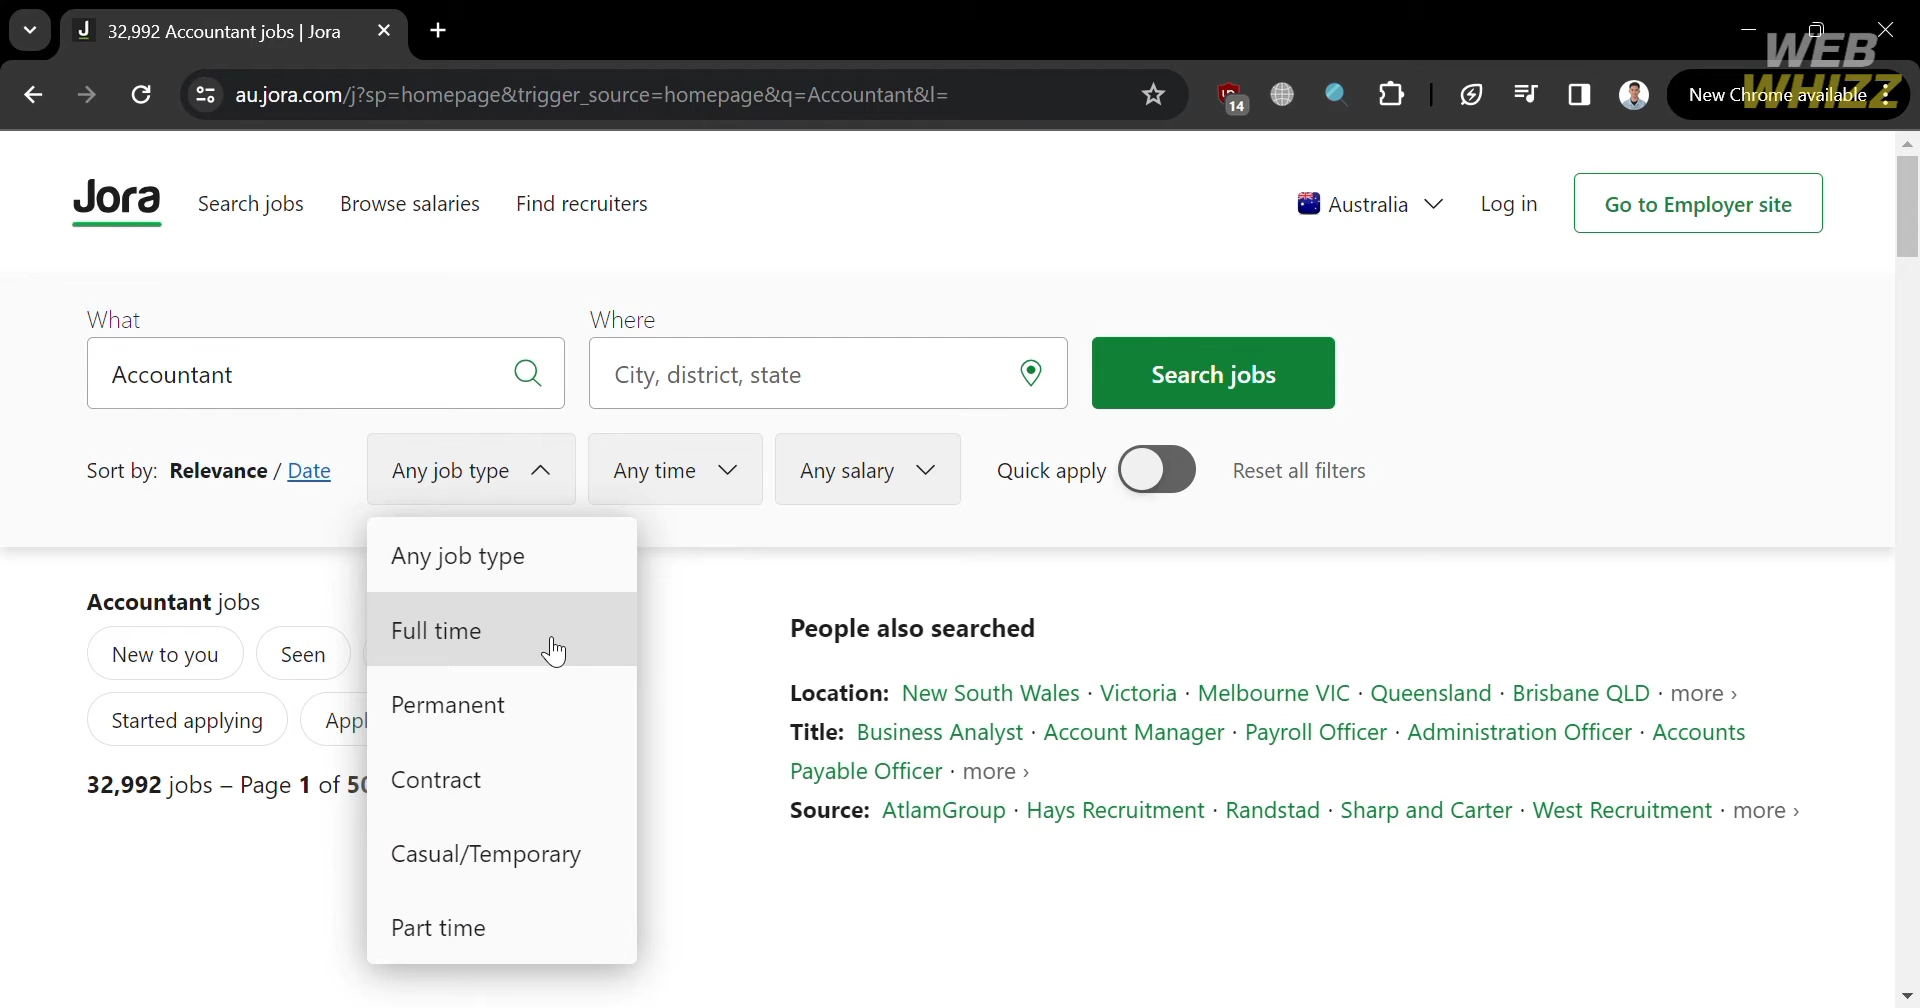 32,992 Accountant jobs | Jora
WEB
WHIZZ
au.jora.com/j?sp=homepage&trigger_source=homepage&q=Accountant&l=
14
New Chrome available
Jora
Search jobs
Browse salaries
Find recruiters
Australia
Log in
Go to Employer site
What
Where
Accountant
City, district, state
Search jobs
Sort by: Relevance / Date
Any job type
Any time
Any salary
Quick apply
Reset all filters
Any job type
Full time
Permanent
Contract
Casual/Temporary
Part time
Accountant jobs
New to you
Seen
Started applying
Appl
32,992 jobs – Page 1 of 50
People also searched
Location: New South Wales · Victoria · Melbourne VIC · Queensland · Brisbane QLD · more ›
Title: Business Analyst · Account Manager · Payroll Officer · Administration Officer · Accounts
Payable Officer · more ›
Source: AtlamGroup · Hays Recruitment · Randstad · Sharp and Carter · West Recruitment · more ›